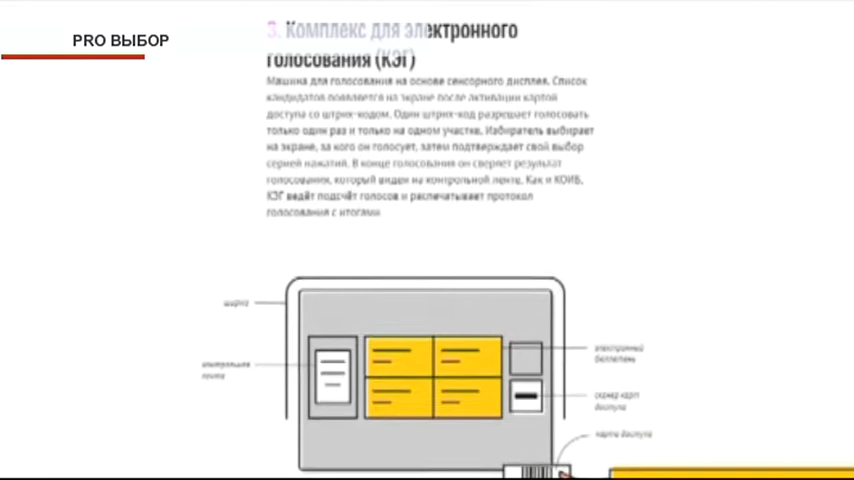 PRO ВЫБОР
3. Комплекс для электронного
голосования (КЭГ)
Машина для голосования на основе сенсорного дисплея. Список
кандидатов появляется на экране после активации картой
доступа со штрих-кодом. Один штрих-код разрешает голосовать
только один раз и только на одном участке. Избиратель выбирает
на экране, за кого он голосует, затем подтверждает свой выбор
серией нажатий. В конце голосования он сверяет результат
голосования, который виден на контрольной ленте. Как и КОИБ,
КЭГ ведёт подсчёт голосов и распечатывает протокол
голосования с итогами
ширма
контрольная
лента
электронный
бюллетень
сканер карт
доступа
карта доступа